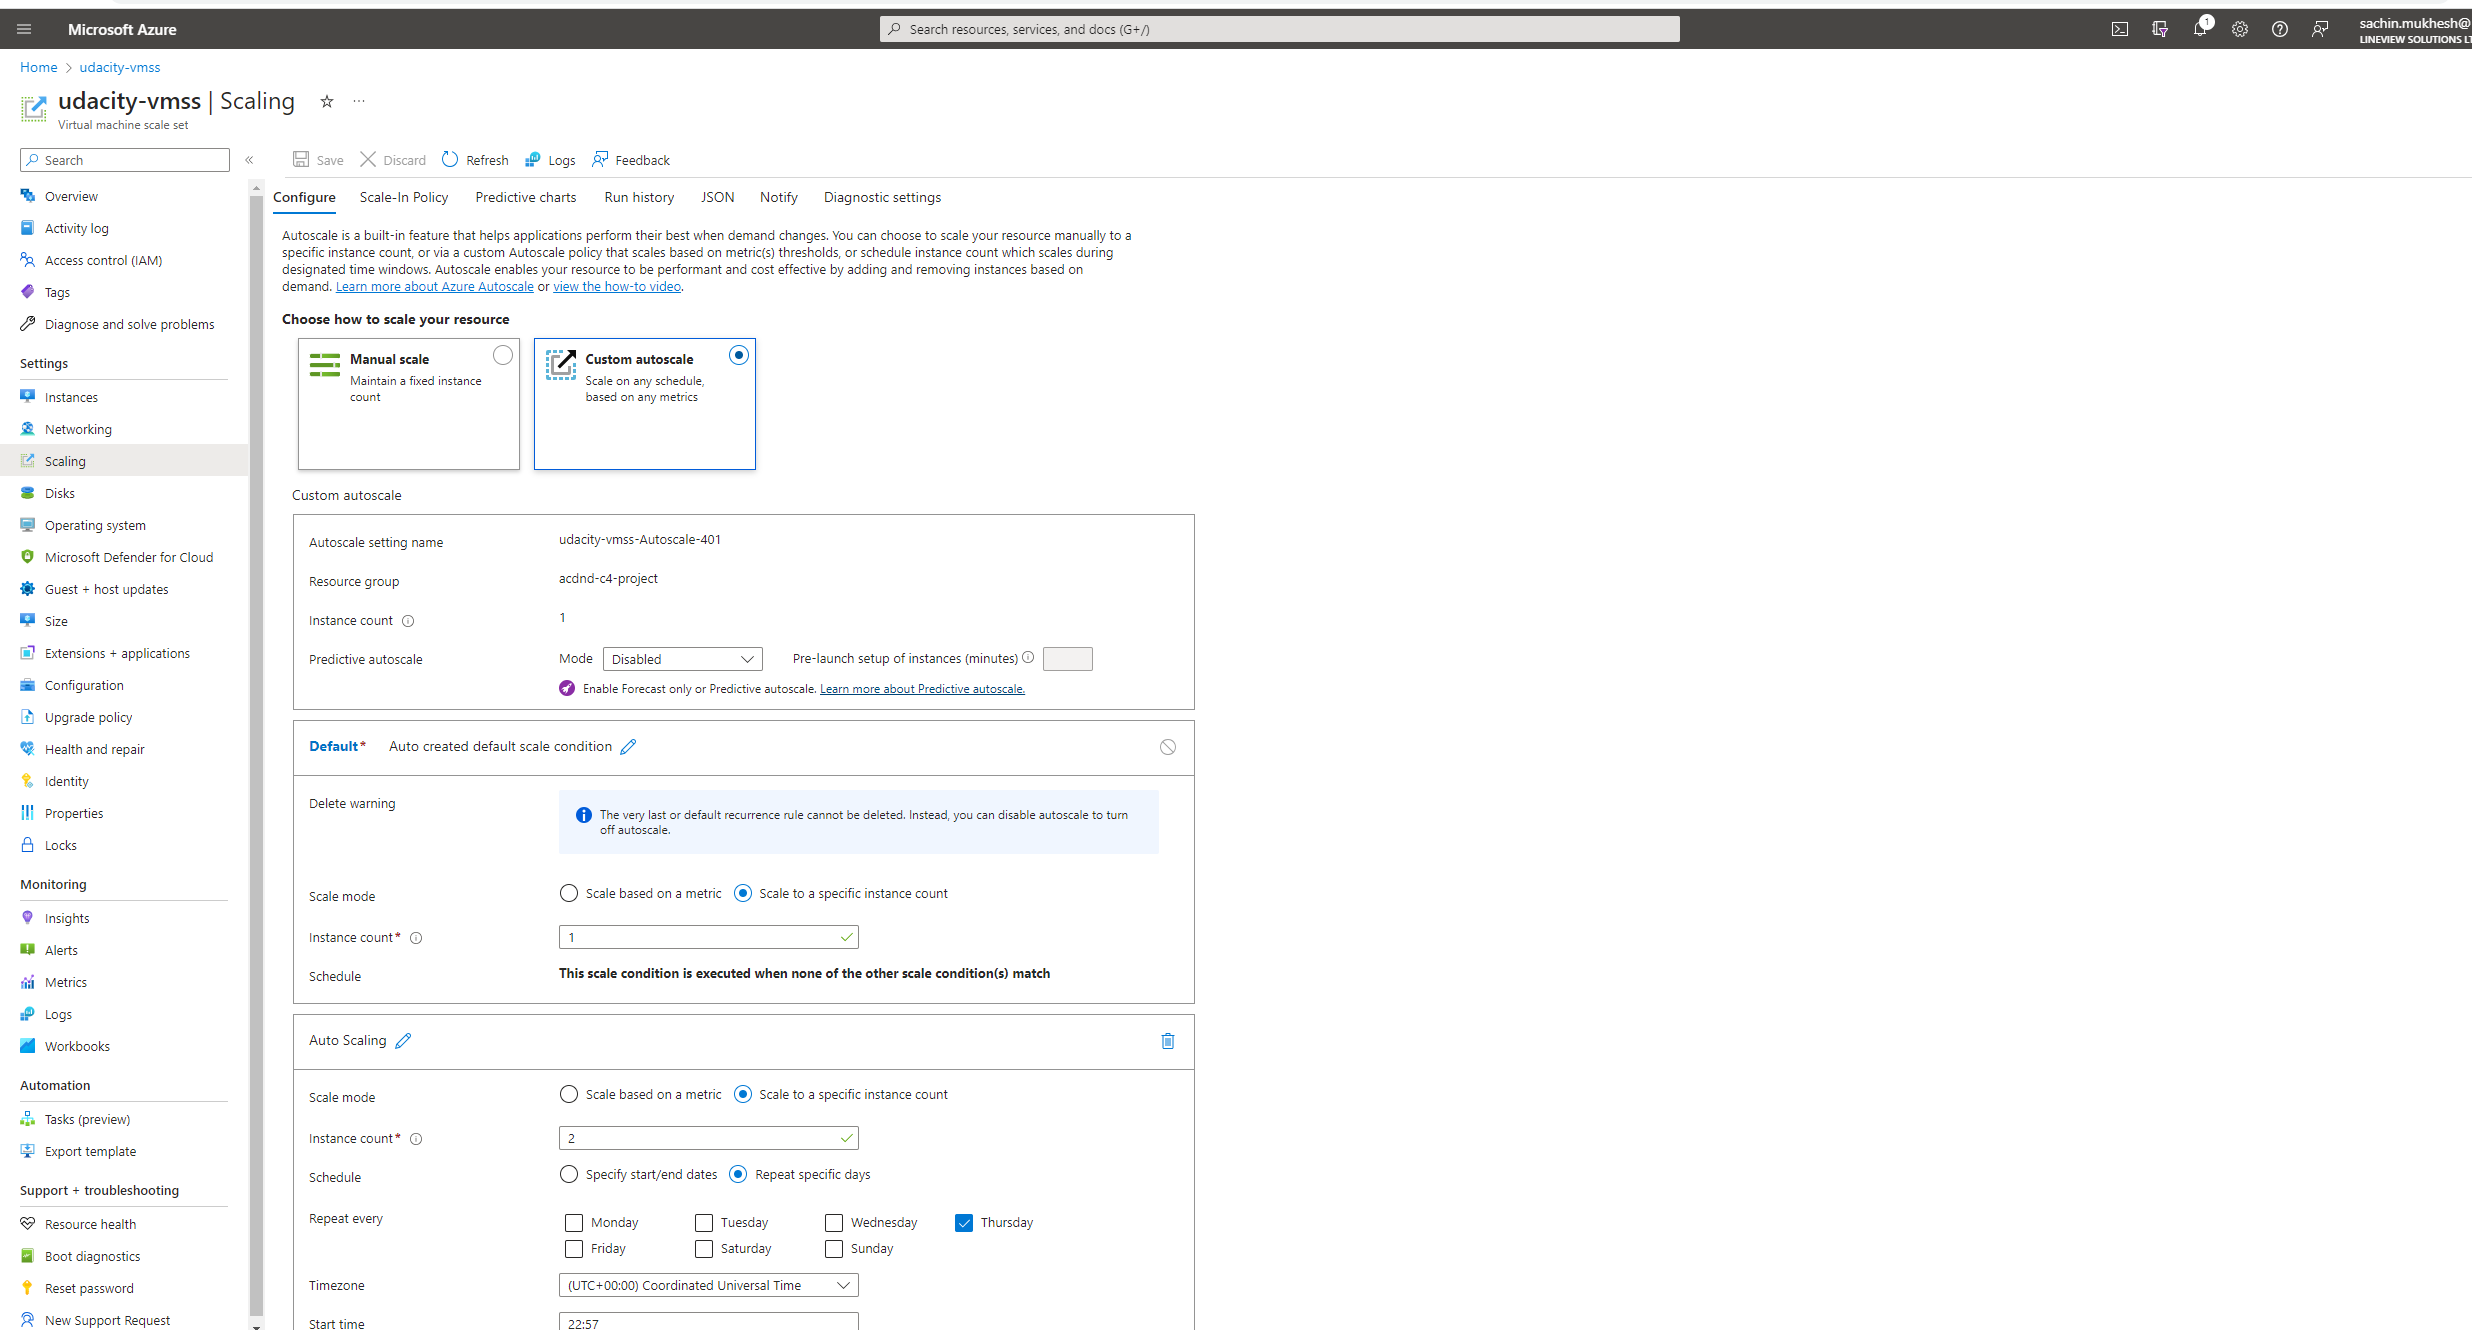 Microsoft Azure
Search resources, services, and docs (G+/)
1
sachin.mukhesh@
LINEVIEW SOLUTIONS LT
Home > udacity-vmss
udacity-vmss | Scaling
Virtual machine scale set
Search
Save Discard Refresh Logs Feedback
Overview
Activity log
Access control (IAM)
Tags
Diagnose and solve problems
Settings
Instances
Networking
Scaling
Disks
Operating system
Microsoft Defender for Cloud
Guest + host updates
Size
Extensions + applications
Configuration
Upgrade policy
Health and repair
Identity
Properties
Locks
Monitoring
Insights
Alerts
Metrics
Logs
Workbooks
Automation
Tasks (preview)
Export template
Support + troubleshooting
Resource health
Boot diagnostics
Reset password
New Support Request
Configure Scale-In Policy Predictive charts Run history JSON Notify Diagnostic settings
Autoscale is a built-in feature that helps applications perform their best when demand changes. You can choose to scale your resource manually to a
specific instance count, or via a custom Autoscale policy that scales based on metric(s) thresholds, or schedule instance count which scales during
designated time windows. Autoscale enables your resource to be performant and cost effective by adding and removing instances based on
demand. Learn more about Azure Autoscale or view the how-to video.
Choose how to scale your resource
Manual scale
Maintain a fixed instance
count
Custom autoscale
Scale on any schedule,
based on any metrics
Custom autoscale
Autoscale setting name udacity-vmss-Autoscale-401
Resource group acdnd-c4-project
Instance count 1
Predictive autoscale Mode Disabled Pre-launch setup of instances (minutes)
Enable Forecast only or Predictive autoscale. Learn more about Predictive autoscale.
Default* Auto created default scale condition
Delete warning
The very last or default recurrence rule cannot be deleted. Instead, you can disable autoscale to turn
off autoscale.
Scale mode Scale based on a metric Scale to a specific instance count
Instance count* 1
Schedule This scale condition is executed when none of the other scale condition(s) match
Auto Scaling
Scale mode Scale based on a metric Scale to a specific instance count
Instance count* 2
Schedule Specify start/end dates Repeat specific days
Repeat every Monday Tuesday Wednesday Thursday
Friday Saturday Sunday
Timezone (UTC+00:00) Coordinated Universal Time
Start time 22:57